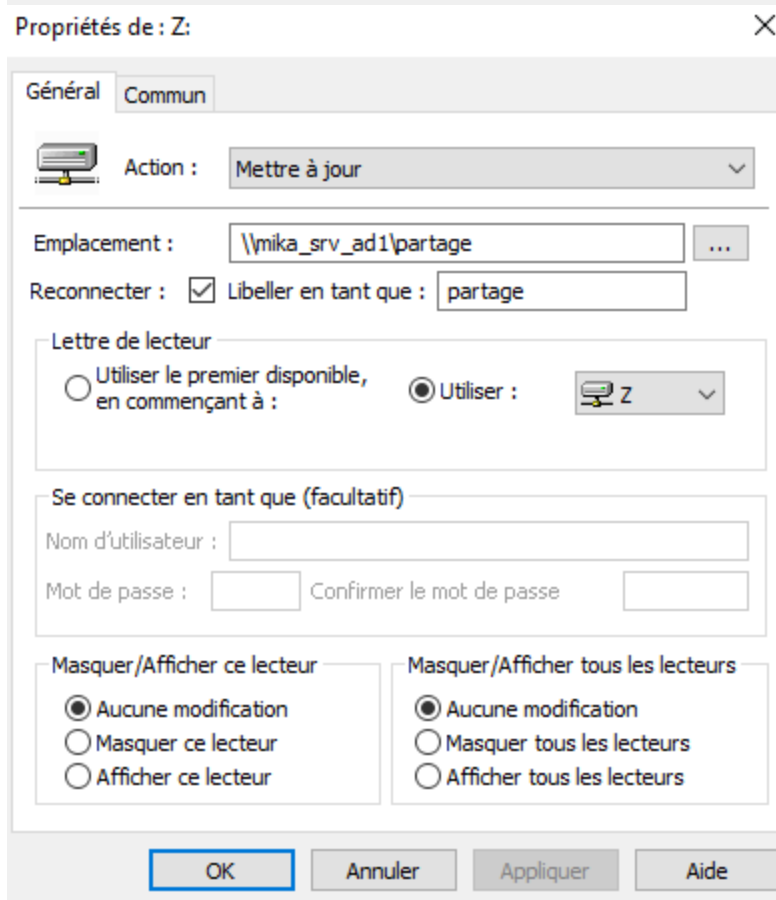 Propriétés de : Z:
Général Commun
Action : Mettre à jour
Emplacement : \\mika_srv_ad1\partage ...
Reconnecter : Libeller en tant que : partage
Lettre de lecteur
Utiliser le premier disponible,
en commençant à :
Utiliser : Z
Se connecter en tant que (facultatif)
Nom d'utilisateur :
Mot de passe : Confirmer le mot de passe
Masquer/Afficher ce lecteur
Aucune modification
Masquer ce lecteur
Afficher ce lecteur
Masquer/Afficher tous les lecteurs
Aucune modification
Masquer tous les lecteurs
Afficher tous les lecteurs
OK Annuler Appliquer Aide